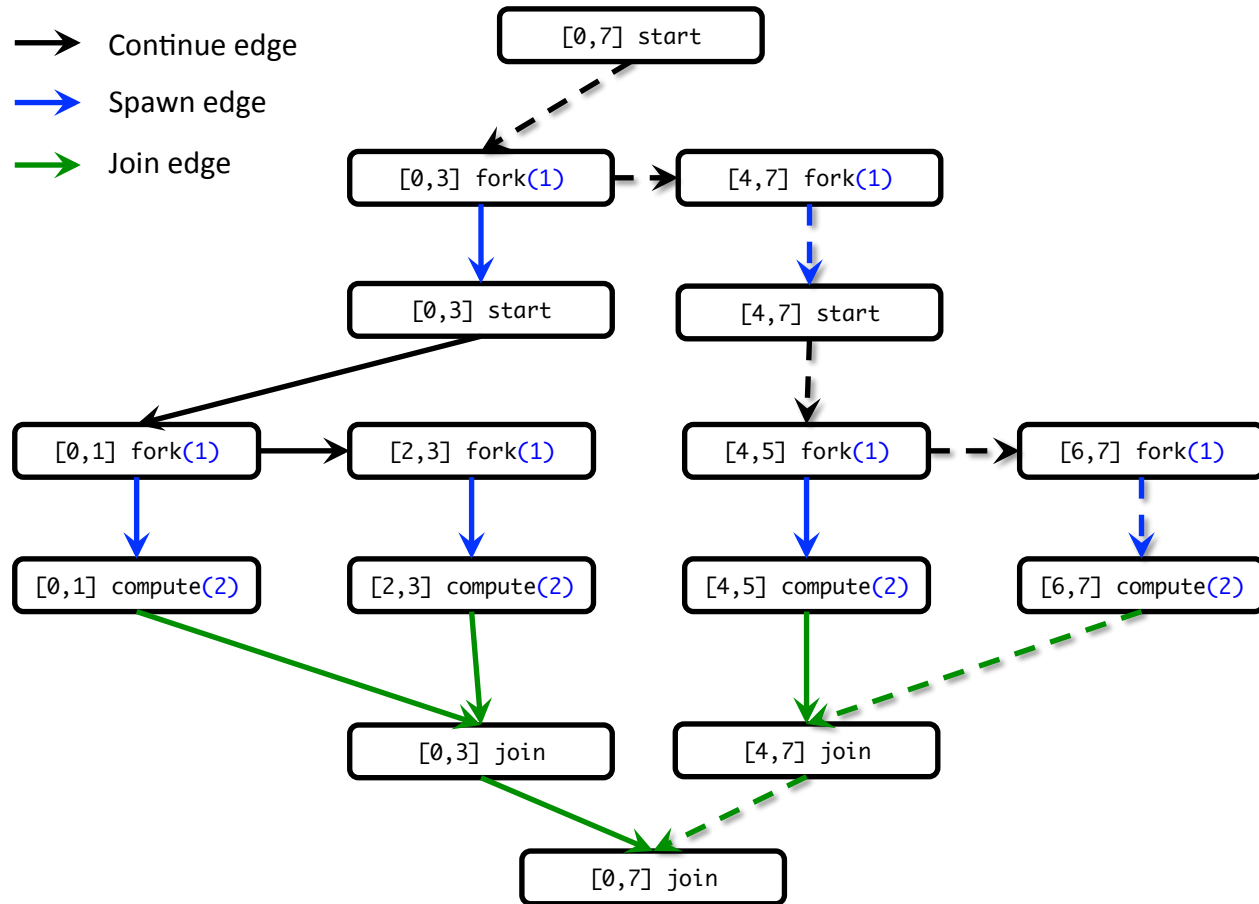 Continue edge
Spawn edge
Join edge
[0,7] start
[0,3] fork(1)
[4,7] fork(1)
[0,3] start
[4,7] start
[0,1] fork(1)
[2,3] fork(1)
[4,5] fork(1)
[6,7] fork(1)
[0,1] compute(2)
[2,3] compute(2)
[4,5] compute(2)
[6,7] compute(2)
[0,3] join
[4,7] join
[0,7] join